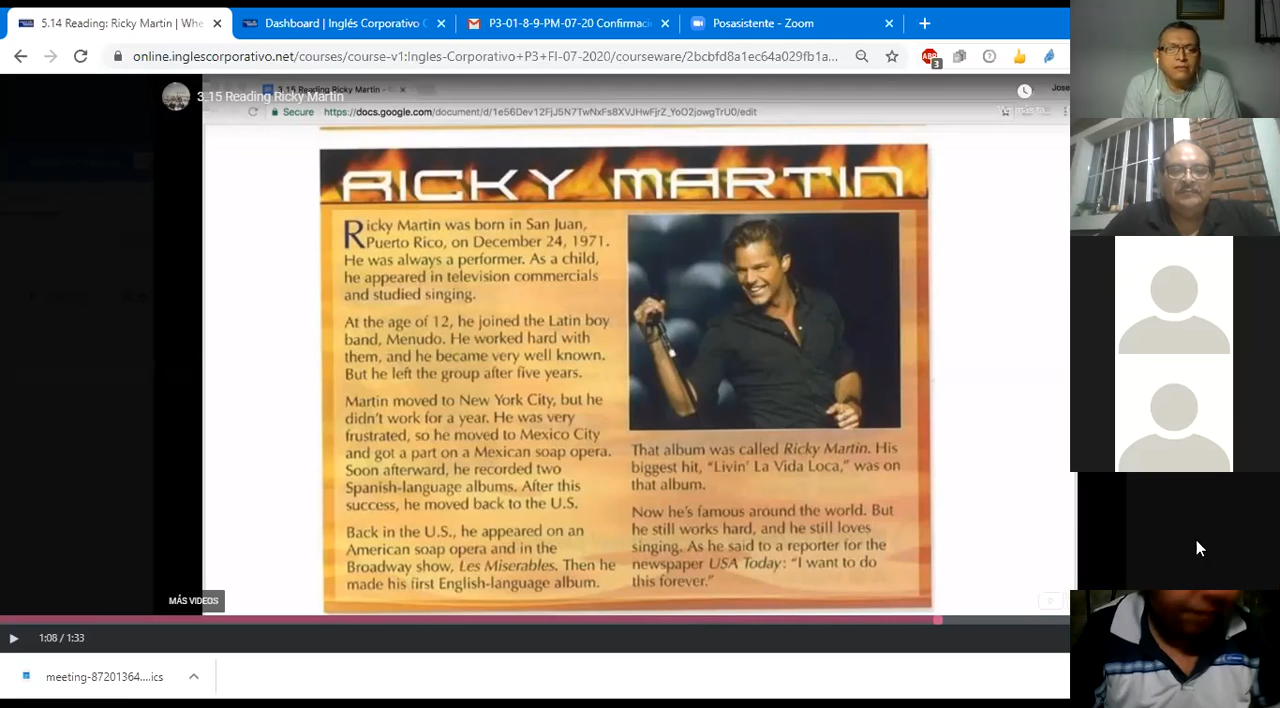 5.14 Reading: Ricky Martin | Whe
Dashboard | Inglés Corporativo C
P3-01-8-9-PM-07-20 Confirmaci
Posasistente - Zoom
online.inglescorporativo.net/courses/course-v1:Ingles-Corporativo+P3+FI-07-2020/courseware/2bcbfd8a1ec64a029fb1a...
3
3.15 Reading Ricky Martin
3_15 Reading Ricky Martin
Jose
Secure https://docs.google.com/document/d/1e56Dev12FjJ5N7TwNxFs8XVJHwFjrZ_YoO2jowgTrU0/edit
RICKY MARTIN
Ricky Martin was born in San Juan,
Puerto Rico, on December 24, 1971.
He was always a performer. As a child,
he appeared in television commercials
and studied singing.
At the age of 12, he joined the Latin boy
band, Menudo. He worked hard with
them, and he became very well known.
But he left the group after five years.
Martin moved to New York City, but he
didn't work for a year. He was very
frustrated, so he moved to Mexico City
and got a part on a Mexican soap opera.
Soon afterward, he recorded two
Spanish-language albums. After this
success, he moved back to the U.S.
Back in the U.S., he appeared on an
American soap opera and in the
Broadway show, Les Miserables. Then he
made his first English-language album.
That album was called Ricky Martin. His
biggest hit, "Livin' La Vida Loca," was on
that album.
Now he's famous around the world. But
he still works hard, and he still loves
singing. As he said to a reporter for the
newspaper USA Today: "I want to do
this forever."
MÁS VIDEOS
1:08 / 1:33
meeting-87201364....ics